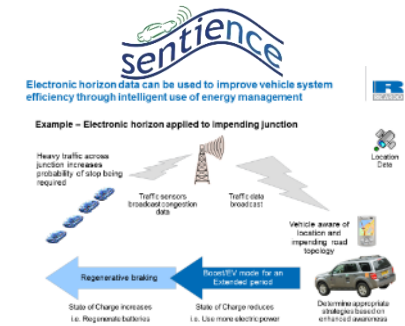 sentience
Electronic horizon data can be used to improve vehicle system
efficiency through intelligent use of energy management
RICARDO
Example – Electronic horizon applied to impending junction
Heavy traffic across
junction increases
probability of stop being
required
Location
Data
Traffic sensors
broadcast congestion
data
Traffic data
broadcast
Vehicle aware of
location and
impending road
topology
Regenerative braking
Boost/EV mode for an
Extended period
State of Charge increases
i.e. Regenerate batteries
State of Charge reduces
i.e. Use more electric power
Determine appropriate
strategies based on
enhanced awareness